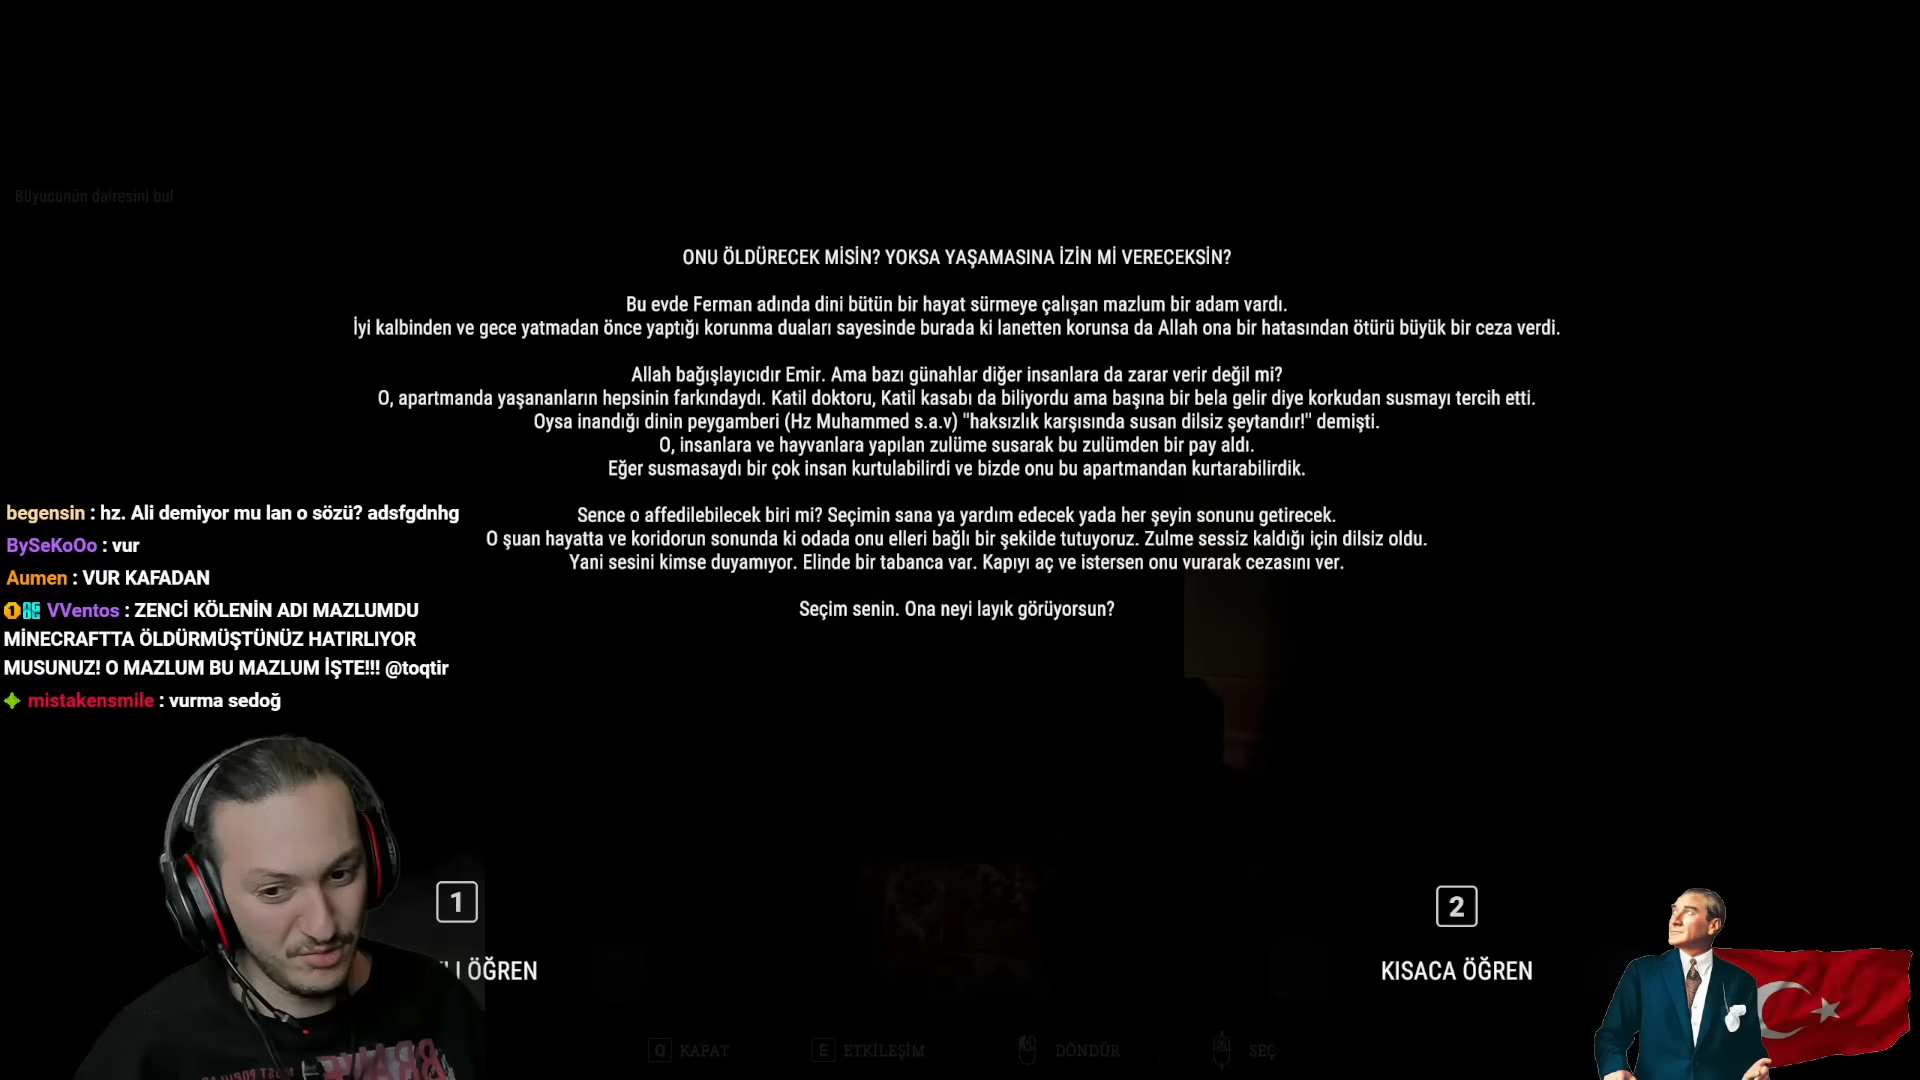 Büyücünün dairesini bul
ONU ÖLDÜRECEK MİSİN? YOKSA YAŞAMASINA İZİN Mİ VERECEKSİN?
Bu evde Ferman adında dini bütün bir hayat sürmeye çalışan mazlum bir adam vardı.
İyi kalbinden ve gece yatmadan önce yaptığı korunma duaları sayesinde burada ki lanetten korunsa da Allah ona bir hatasından ötürü büyük bir ceza verdi.
Allah bağışlayıcıdır Emir. Ama bazı günahlar diğer insanlara da zarar verir değil mi?
O, apartmanda yaşananların hepsinin farkındaydı. Katil doktoru, Katil kasabı da biliyordu ama başına bir bela gelir diye korkudan susmayı tercih etti.
Oysa inandığı dinin peygamberi (Hz Muhammed s.a.v) "haksızlık karşısında susan dilsiz şeytandır!" demişti.
O, insanlara ve hayvanlara yapılan zulüme susarak bu zulümden bir pay aldı.
Eğer susmasaydı bir çok insan kurtulabilirdi ve bizde onu bu apartmandan kurtarabilirdik.
Sence o affedilebilecek biri mi? Seçimin sana ya yardım edecek yada her şeyin sonunu getirecek.
O şuan hayatta ve koridorun sonunda ki odada onu elleri bağlı bir şekilde tutuyoruz. Zulme sessiz kaldığı için dilsiz oldu.
Yani sesini kimse duyamıyor. Elinde bir tabanca var. Kapıyı aç ve istersen onu vurarak cezasını ver.
Seçim senin. Ona neyi layık görüyorsun?
begensin : hz. Ali demiyor mu lan o sözü? adsfgdnhg
BySeKoOo : vur
Aumen : VUR KAFADAN
VVentos : ZENCİ KÖLENİN ADI MAZLUMDU
MİNECRAFTTA ÖLDÜRMÜŞTÜNÜZ HATIRLIYOR
MUSUNUZ! O MAZLUM BU MAZLUM İŞTE!!! @toqtir
mistakensmile : vurma sedoğ
1
ÖĞREN
2
KISACA ÖĞREN
Q KAPAT
E ETKİLEŞİM
DÖNDÜR
SEÇ